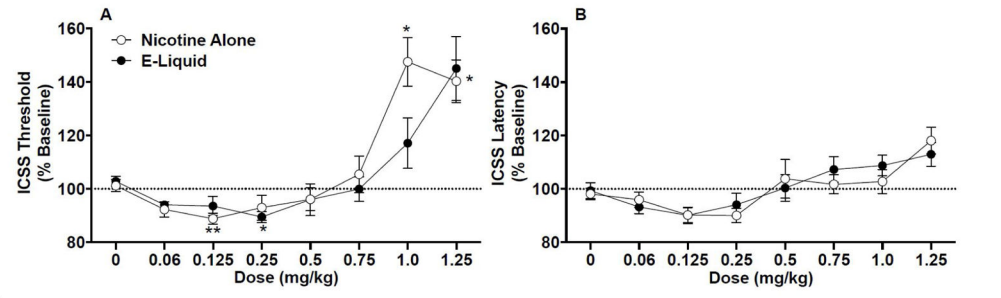 A
B
Nicotine Alone
E-Liquid
ICSS Threshold
(% Baseline)
160
140
120
100
80
*
*
**
*
0 0.06 0.125 0.25 0.5 0.75 1.0 1.25
Dose (mg/kg)
ICSS Latency
(% Baseline)
160
140
120
100
80
0 0.06 0.125 0.25 0.5 0.75 1.0 1.25
Dose (mg/kg)